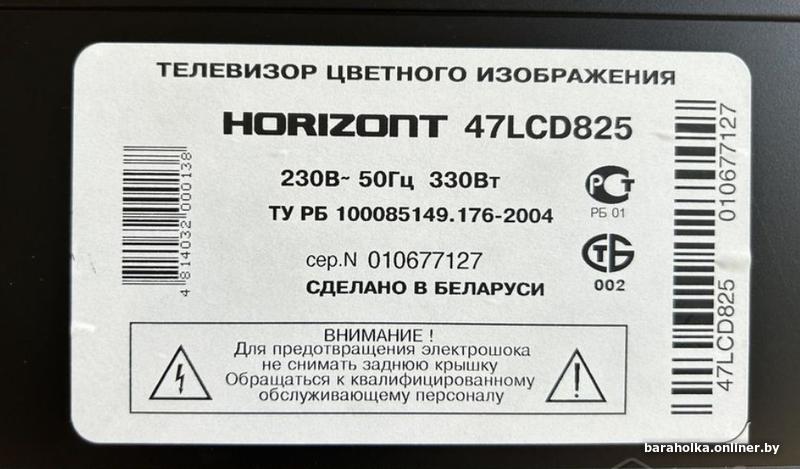 ТЕЛЕВИЗОР ЦВЕТНОГО ИЗОБРАЖЕНИЯ
HORIZONT 47LCD825
230В~ 50Гц 330Вт
РСТ
РБ 01
ТУ РБ 100085149.176-2004
СТБ
002
сер.N 010677127
СДЕЛАНО В БЕЛАРУСИ
4 814032 000138
47LCD825 010677127
ВНИМАНИЕ !
Для предотвращения электрошока
не снимать заднюю крышку
Обращаться к квалифицированному
обслуживающему персоналу
baraholka.onliner.by